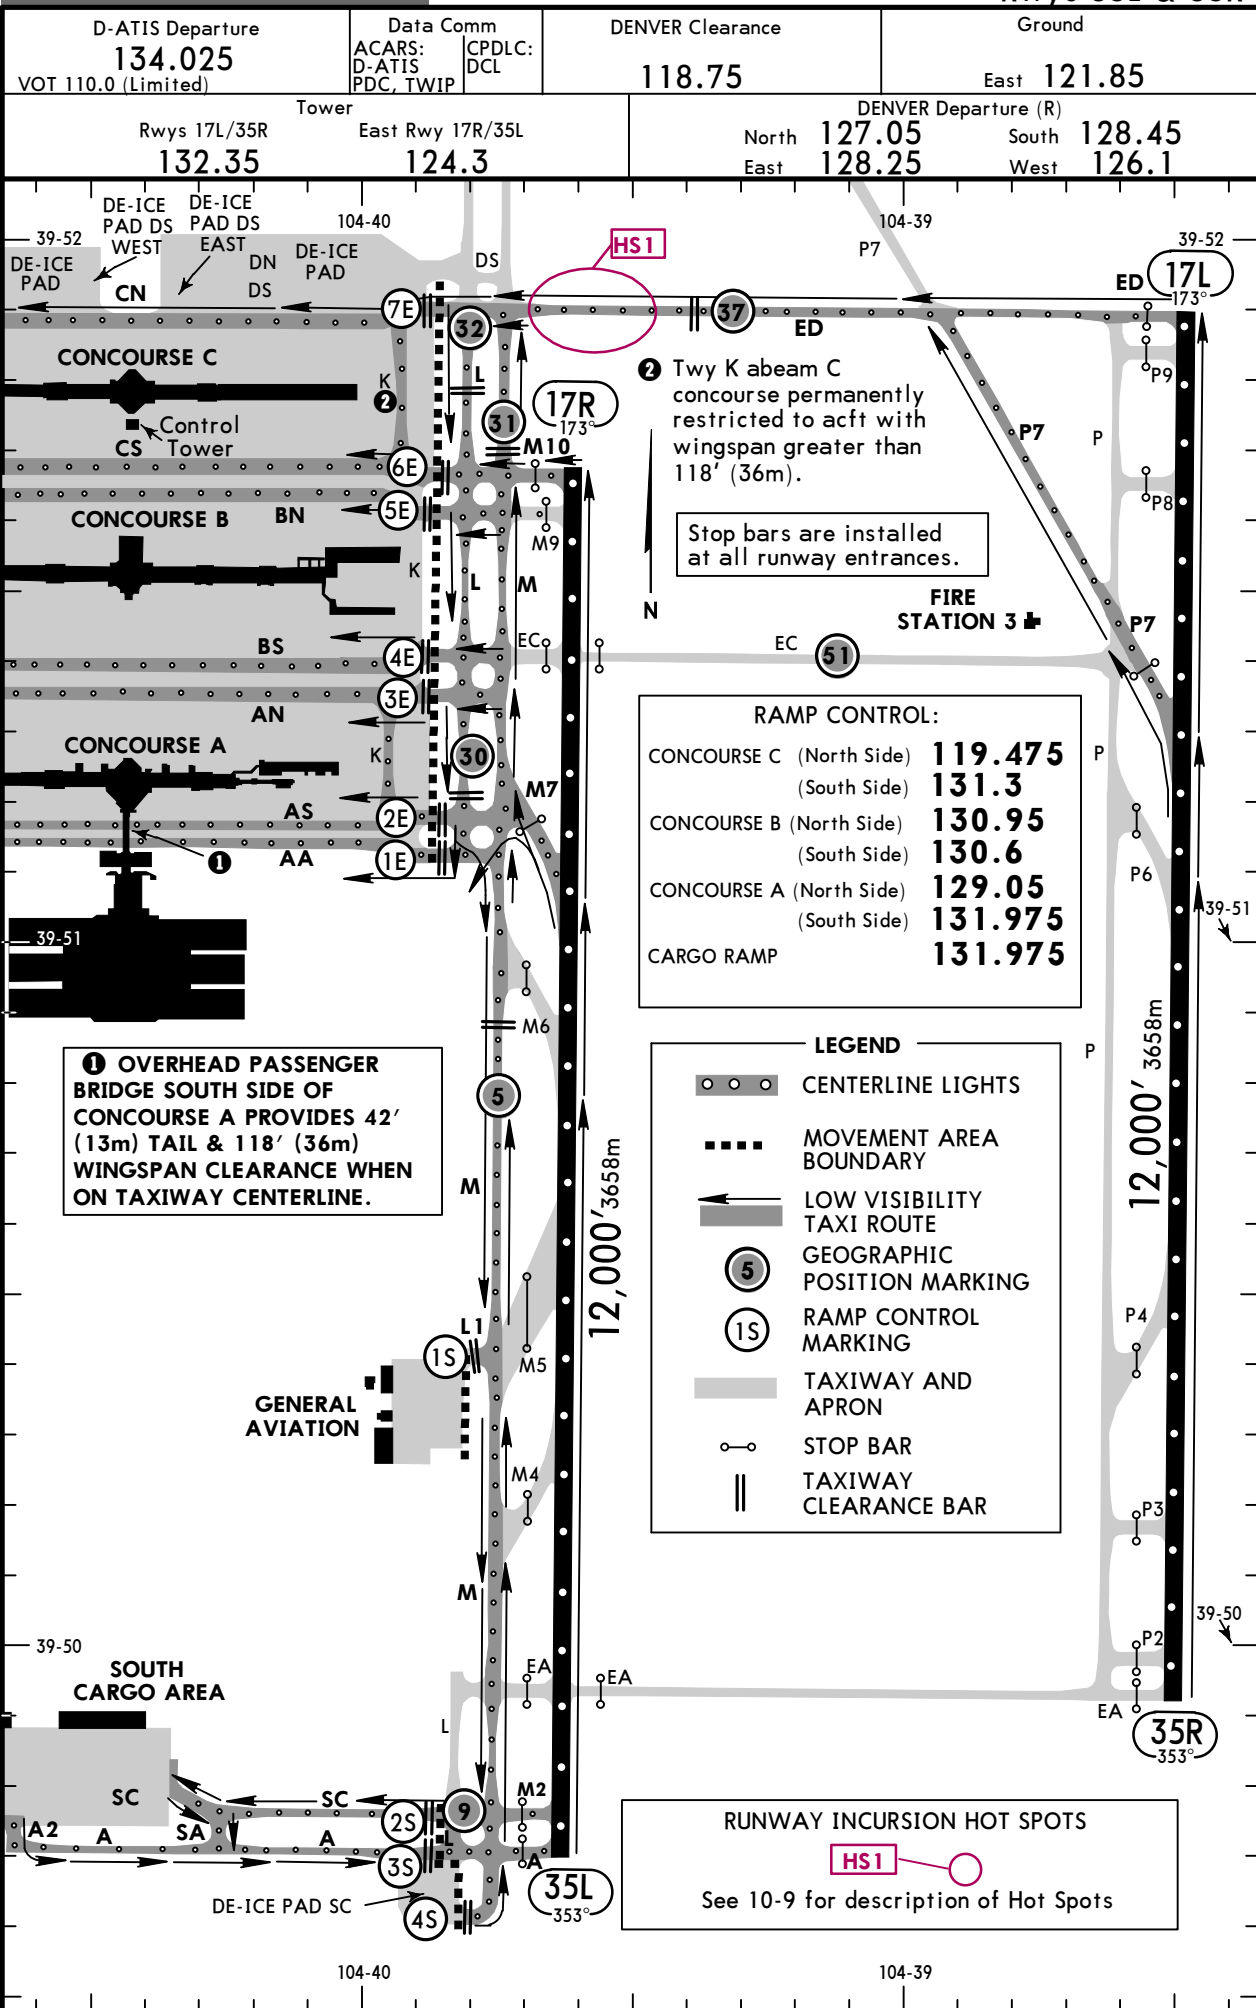 D-ATIS Departure
134.025
VOT 110.0 (Limited)
Data Comm
ACARS:
D-ATIS
PDC, TWIP
CPDLC:
DCL
DENVER Clearance
118.75
Ground
East 121.85
Tower
Rwys 17L/35R
132.35
East Rwy 17R/35L
124.3
DENVER Departure (R)
North 127.05 South 128.45
East 128.25 West 126.1
104-40
104-39
39-52
39-52
DE-ICE
PAD DS
WEST
DE-ICE
PAD DS
EAST
DE-ICE
PAD
DN
DS
DE-ICE
PAD
DS
HS1
P7
17L
173°
ED
CN
7E
32
37
ED
CONCOURSE C
K
❷
L
31
17R
173°
M10
❷ Twy K abeam C
concourse permanently
restricted to acft with
wingspan greater than
118' (36m).
P9
P7
P
P8
Control
Tower
CS
6E
5E
BN
CONCOURSE B
M9
Stop bars are installed
at all runway entrances.
K
L
M
N
FIRE
STATION 3
P7
BS
4E
EC
EC
51
3E
AN
CONCOURSE A
K
30
M7
AS
2E
AA
❶
1E
P
RAMP CONTROL:
CONCOURSE C (North Side) 119.475
(South Side) 131.3
CONCOURSE B (North Side) 130.95
(South Side) 130.6
CONCOURSE A (North Side) 129.05
(South Side) 131.975
CARGO RAMP 131.975
P6
39-51
39-51
M6
❶ OVERHEAD PASSENGER
BRIDGE SOUTH SIDE OF
CONCOURSE A PROVIDES 42'
(13m) TAIL & 118' (36m)
WINGSPAN CLEARANCE WHEN
ON TAXIWAY CENTERLINE.
5
M
12,000' 3658m
P
12,000' 3658m
LEGEND
CENTERLINE LIGHTS
MOVEMENT AREA
BOUNDARY
LOW VISIBILITY
TAXI ROUTE
5
GEOGRAPHIC
POSITION MARKING
1S
RAMP CONTROL
MARKING
TAXIWAY AND
APRON
STOP BAR
TAXIWAY
CLEARANCE BAR
P4
L1
1S
M5
GENERAL
AVIATION
M4
P3
M
39-50
39-50
P2
SOUTH
CARGO AREA
EA
EA
EA
L
35R
353°
SC
SC
2S
9
M2
A2
A
SA
A
3S
L
A
DE-ICE PAD SC
4S
35L
353°
RUNWAY INCURSION HOT SPOTS
HS1
See 10-9 for description of Hot Spots
104-40
104-39